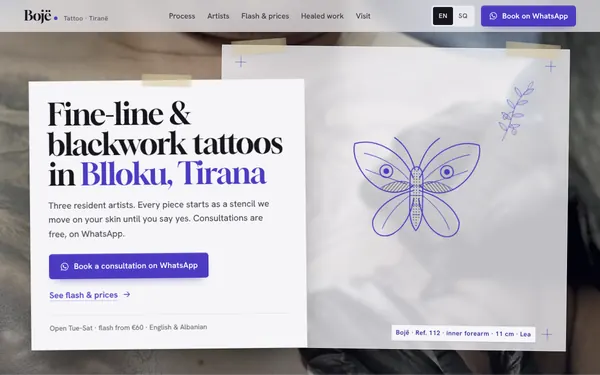 Bojë
Tattoo · Tiranë
Process
Artists
Flash & prices
Healed work
Visit
EN
SQ
Book on WhatsApp
Fine-line &
blackwork tattoos
in Blloku, Tirana
Three resident artists. Every piece starts as a stencil we
move on your skin until you say yes. Consultations are
free, on WhatsApp.
Book a consultation on WhatsApp
See flash & prices →
Open Tue-Sat · flash from €60 · English & Albanian
Bojë · Ref. 112 · inner forearm · 11 cm · Lea